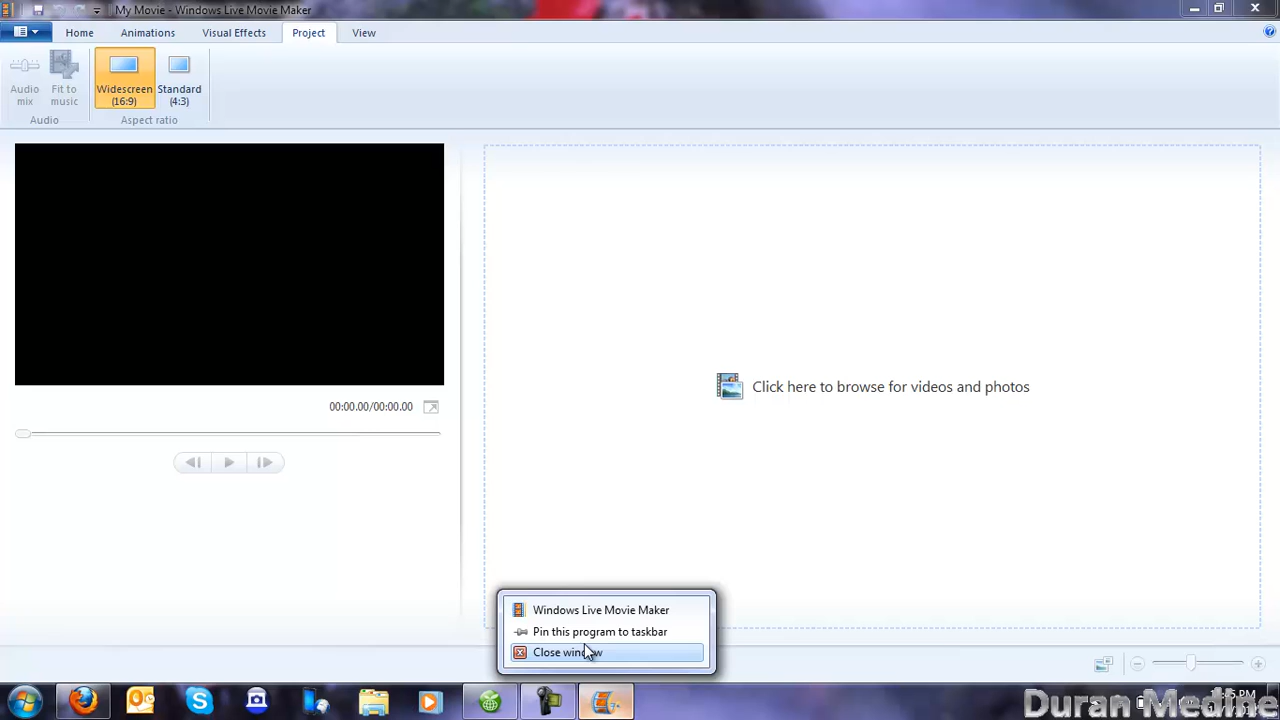 My Movie - Windows Live Movie Maker
Home Animations Visual Effects Project View
Audio mix
Fit to music
Widescreen (16:9)
Standard (4:3)
Audio
Aspect ratio
Click here to browse for videos and photos
00:00.00/00:00.00
Windows Live Movie Maker
Pin this program to taskbar
Close window
Duran Medine